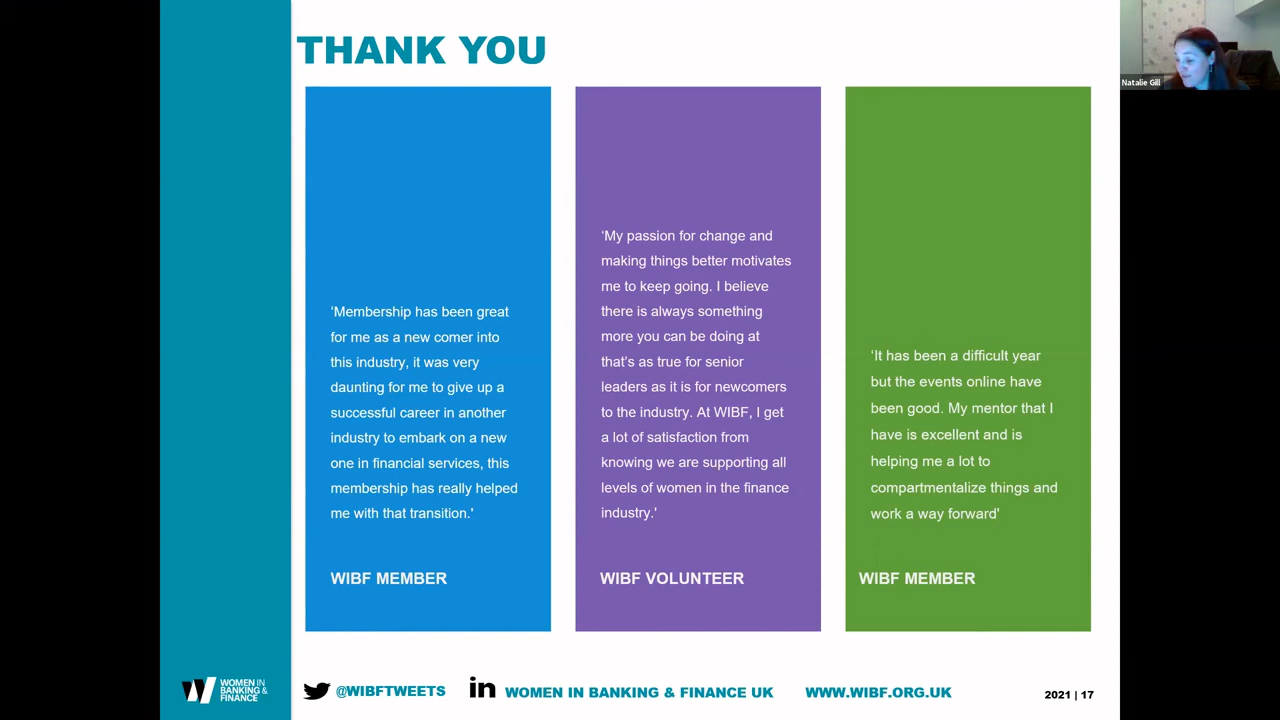 THANK YOU
Natalie Gill
‘Membership has been great
for me as a new comer into
this industry, it was very
daunting for me to give up a
successful career in another
industry to embark on a new
one in financial services, this
membership has really helped
me with that transition.’
WIBF MEMBER
‘My passion for change and
making things better motivates
me to keep going. I believe
there is always something
more you can be doing at
that’s as true for senior
leaders as it is for newcomers
to the industry. At WIBF, I get
a lot of satisfaction from
knowing we are supporting all
levels of women in the finance
industry.’
WIBF VOLUNTEER
‘It has been a difficult year
but the events online have
been good. My mentor that I
have is excellent and is
helping me a lot to
compartmentalize things and
work a way forward’
WIBF MEMBER
WOMEN IN
BANKING &
FINANCE
@WIBFTWEETS
in WOMEN IN BANKING & FINANCE UK
WWW.WIBF.ORG.UK
2021 | 17